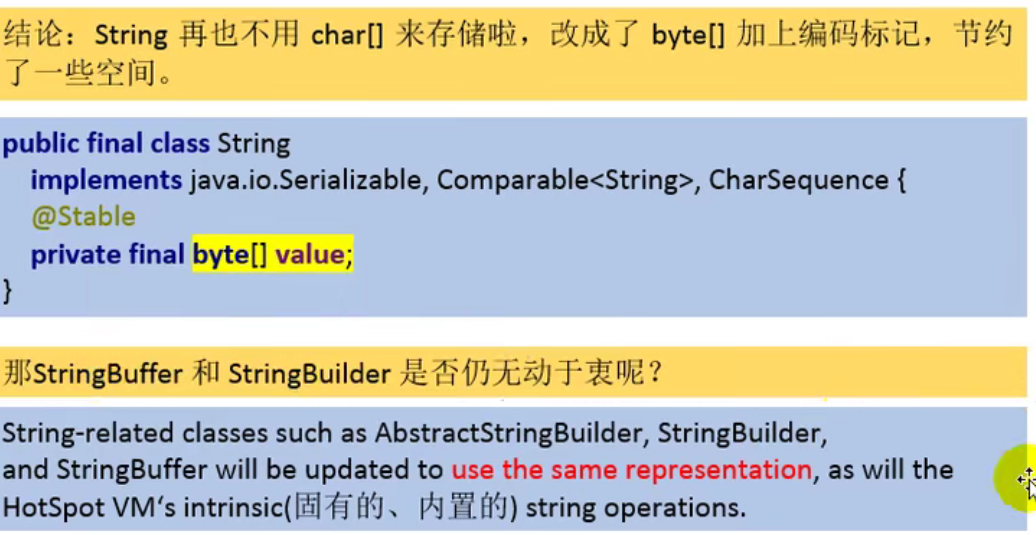 结论：String 再也不用 char[] 来存储啦，改成了 byte[] 加上编码标记，节约
了一些空间。
public final class String
implements java.io.Serializable, Comparable<String>, CharSequence {
@Stable
private final byte[] value;
}
那StringBuffer 和 StringBuilder 是否仍无动于衷呢？
String-related classes such as AbstractStringBuilder, StringBuilder,
and StringBuffer will be updated to use the same representation, as will the
HotSpot VM‘s intrinsic(固有的、内置的) string operations.